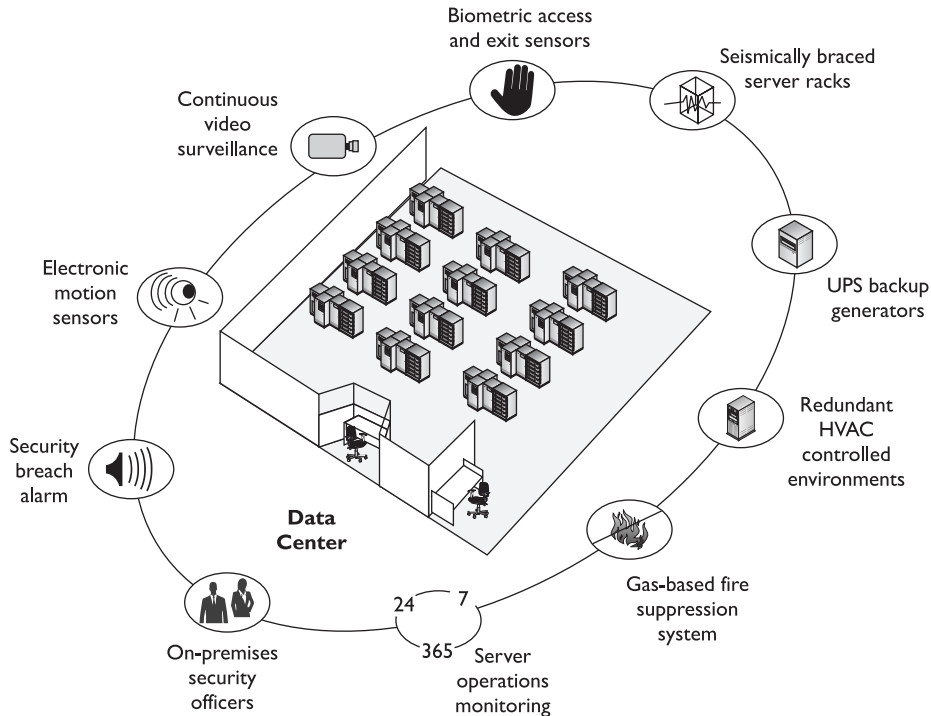 Biometric access
and exit sensors
Seismically braced
server racks
Continuous
video
surveillance
UPS backup
generators
Electronic
motion
sensors
Redundant
HVAC
controlled
environments
Security
breach
alarm
Data
Center
Gas-based fire
suppression
system
24 7
365
Server
operations
monitoring
On-premises
security
officers